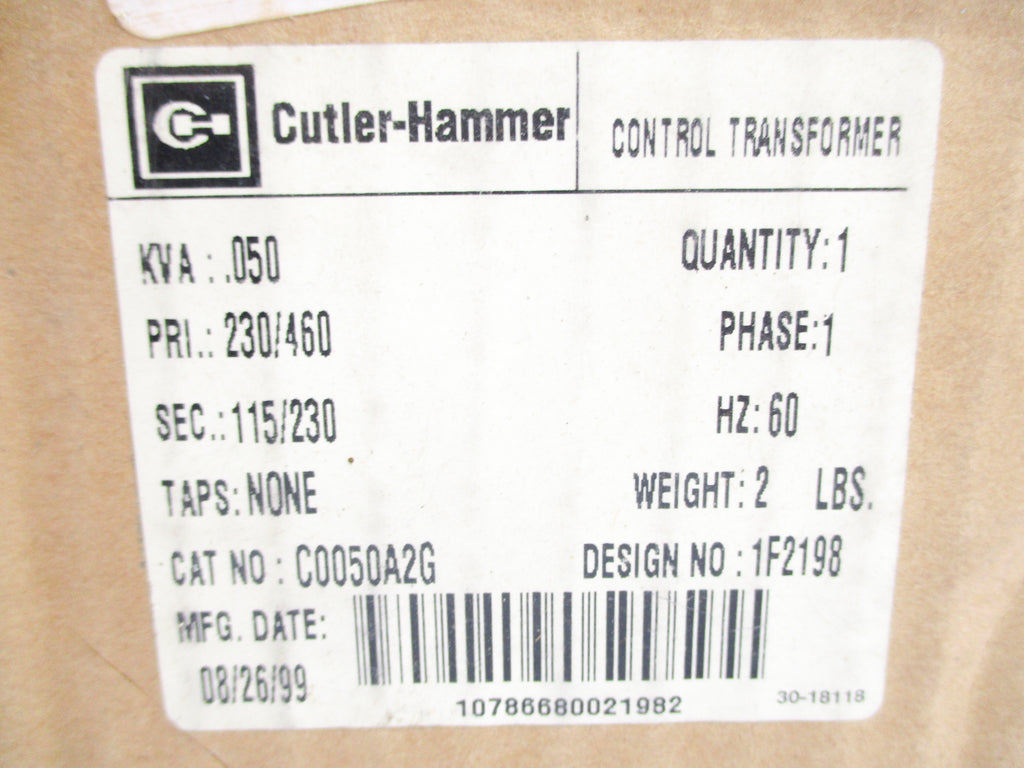 Cutler-Hammer CONTROL TRANSFORMER
KVA : .050 QUANTITY: 1
PRI.: 230/460 PHASE: 1
SEC.: 115/230 HZ: 60
TAPS: NONE WEIGHT: 2 LBS.
CAT NO : C0050A2G DESIGN NO : 1F2198
MFG. DATE:
08/26/99
10786680021982 30-18118